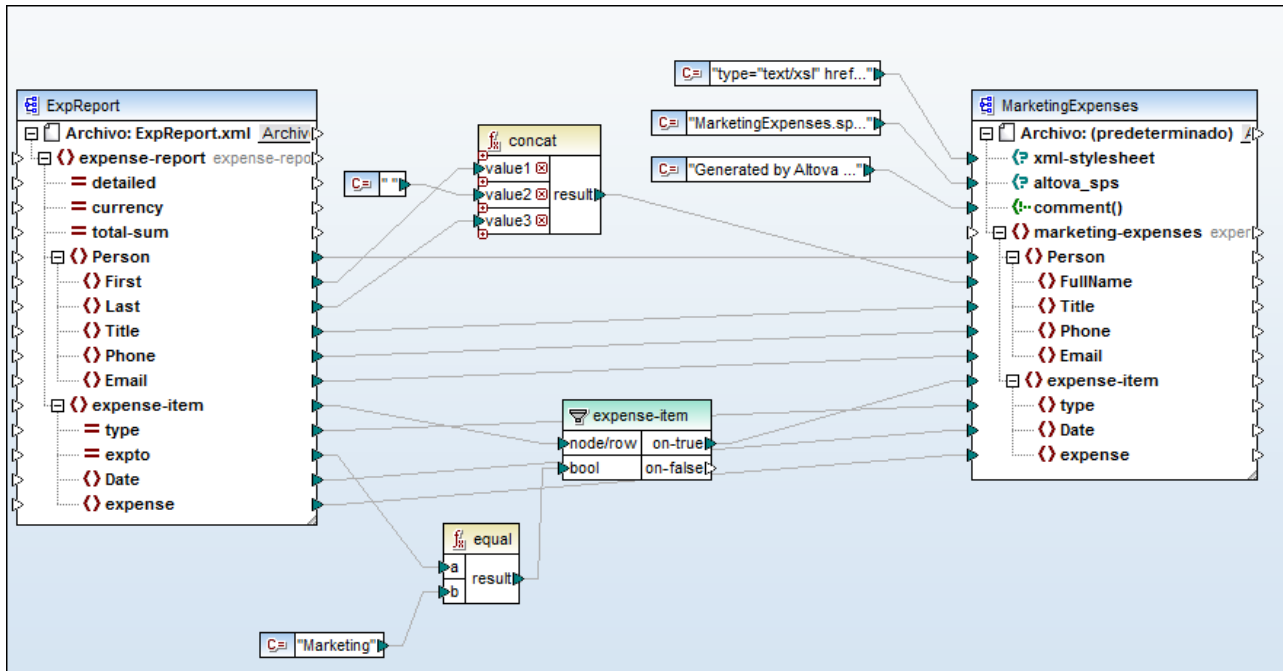 ExpReport
Archivo: ExpReport.xml Archiv
expense-report expense-repo
detailed
currency
total-sum
Person
First
Last
Title
Phone
Email
expense-item
type
expto
Date
expense
C= " "
concat
value1
value2 result
value3
C= "type="text/xsl" href..."
C= "MarketingExpenses.sp..."
C= "Generated by Altova ..."
expense-item
node/row on-true
bool on-false
equal
a
result
b
C= "Marketing"
MarketingExpenses
Archivo: (predeterminado) A
xml-stylesheet
altova_sps
comment()
marketing-expenses exper
Person
FullName
Title
Phone
Email
expense-item
type
Date
expense